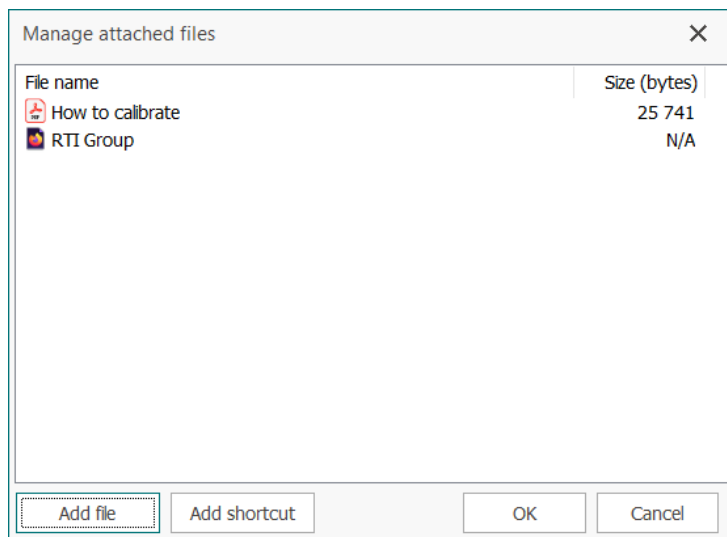 Manage attached files
File name Size (bytes)
How to calibrate 25 741
RTI Group N/A
Add file Add shortcut OK Cancel